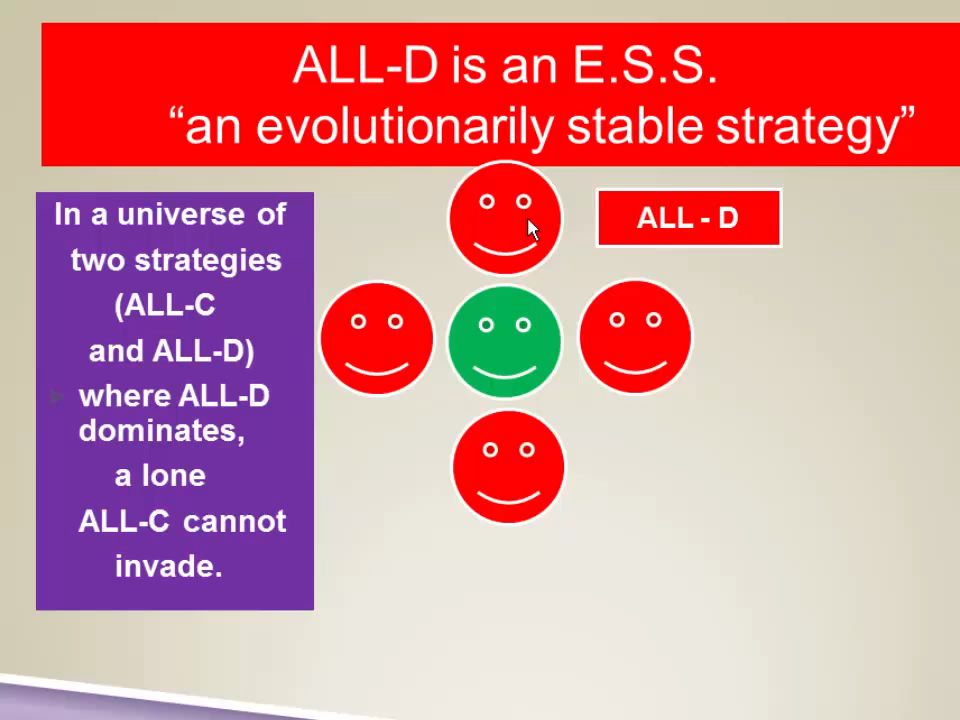 ALL-D is an E.S.S.
“an evolutionarily stable strategy”
In a universe of
two strategies
(ALL-C
and ALL-D)
where ALL-D
dominates,
a lone
ALL-C cannot
invade.
ALL - D